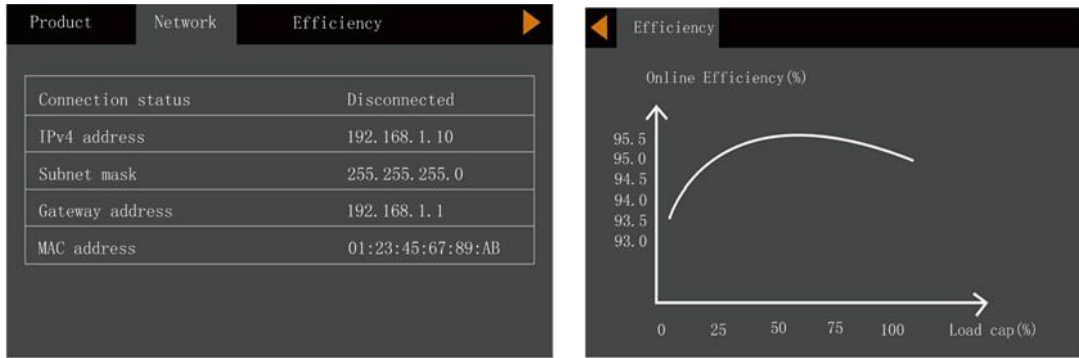 Product Network Efficiency
Connection status Disconnected
IPv4 address 192.168.1.10
Subnet mask 255.255.255.0
Gateway address 192.168.1.1
MAC address 01:23:45:67:89:AB
Efficiency
Online Efficiency(%)
95.5
95.0
94.5
94.0
93.5
93.0
0 25 50 75 100 Load cap(%)